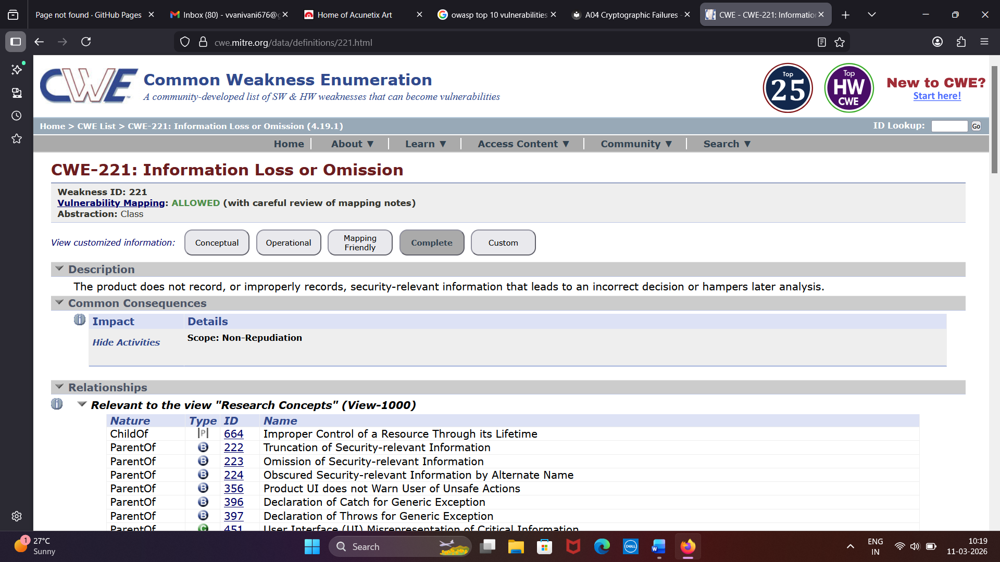 Page not found · GitHub Pages
Inbox (80) - vvanivani676@g
Home of Acunetix Art
owasp top 10 vulnerabilities
A04 Cryptographic Failures -
CWE - CWE-221: Informatio
cwe.mitre.org/data/definitions/221.html
CWE
Common Weakness Enumeration
A community-developed list of SW & HW weaknesses that can become vulnerabilities
Top
25
Top
HW
CWE
New to CWE?
Start here!
Home > CWE List > CWE-221: Information Loss or Omission (4.19.1)
ID Lookup:
Go
Home
About ▼
Learn ▼
Access Content ▼
Community ▼
Search ▼
CWE-221: Information Loss or Omission
Weakness ID: 221
Vulnerability Mapping: ALLOWED (with careful review of mapping notes)
Abstraction: Class
View customized information:
Conceptual
Operational
Mapping
Friendly
Complete
Custom
Description
The product does not record, or improperly records, security-relevant information that leads to an incorrect decision or hampers later analysis.
Common Consequences
Impact Details
Hide Activities
Scope: Non-Repudiation
Relationships
Relevant to the view "Research Concepts" (View-1000)
Nature Type ID Name
ChildOf P 664 Improper Control of a Resource Through its Lifetime
ParentOf B 222 Truncation of Security-relevant Information
ParentOf B 223 Omission of Security-relevant Information
ParentOf B 224 Obscured Security-relevant Information by Alternate Name
ParentOf B 356 Product UI does not Warn User of Unsafe Actions
ParentOf B 396 Declaration of Catch for Generic Exception
ParentOf B 397 Declaration of Throws for Generic Exception
ParentOf C 451 User Interface (UI) Misrepresentation of Critical Information
1
27°C
Sunny
Search
DELL
W
ENG
IN
10:19
11-03-2026